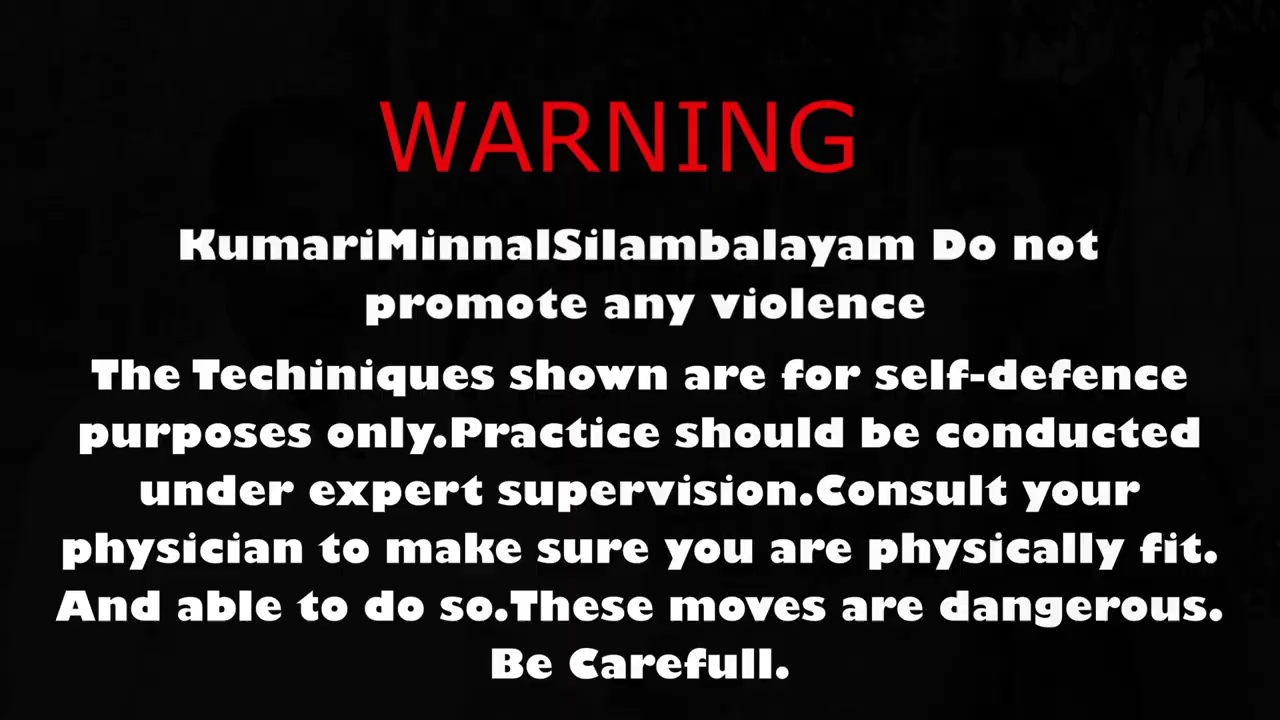 WARNING
KumariMinnalSilambalayam Do not
promote any violence
The Techiniques shown are for self-defence
purposes only.Practice should be conducted
under expert supervision.Consult your
physician to make sure you are physically fit.
And able to do so.These moves are dangerous.
Be Carefull.